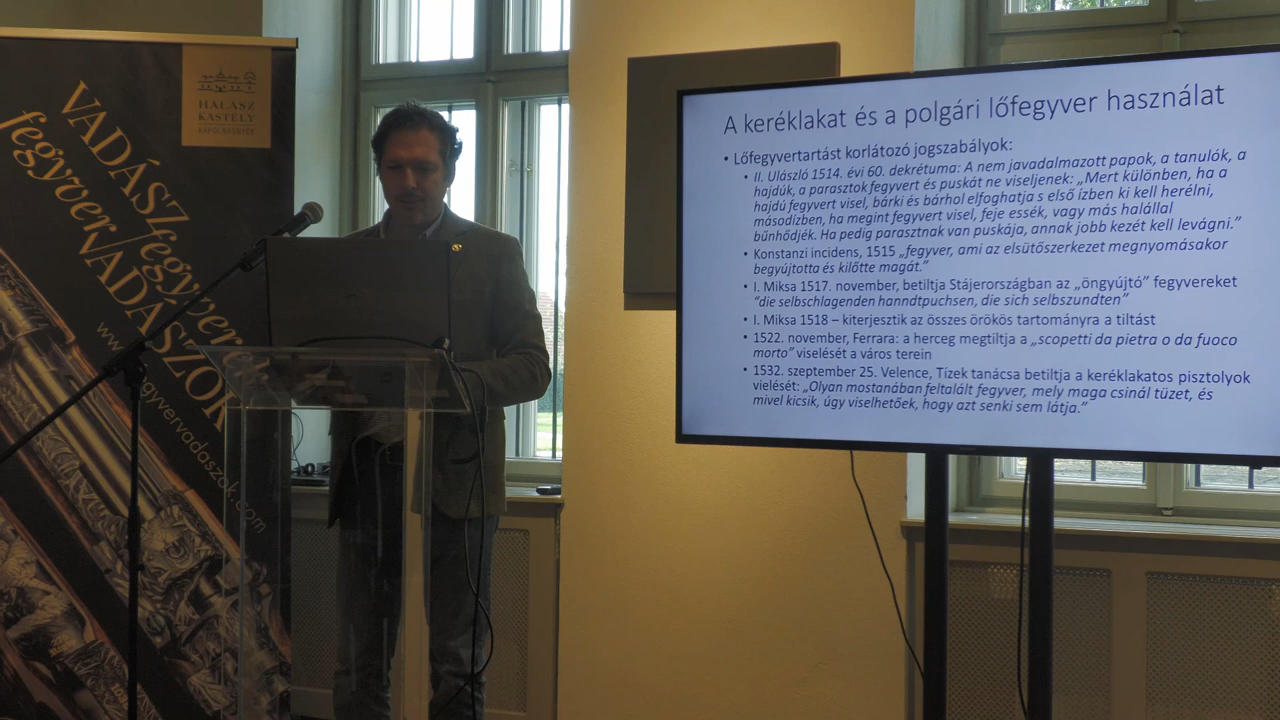 HALÁSZ
KASTÉLY
KÁPOLNÁSNYÉK
VADÁSZfegyverek
fegyverVADÁSZOK
A keréklakat és a polgári lőfegyver használat
• Lőfegyvertartást korlátozó jogszabályok:
• II. Ulászló 1514. évi 60. dekrétuma: A nem javadalmazott papok, a tanulók, a
hajdúk, a parasztok fegyvert és puskát ne viseljenek: „Mert különben, ha a
hajdú fegyvert visel, bárki és bárhol elfoghatja s első ízben ki kell herélni,
másodízben, ha megint fegyvert visel, feje essék, vagy más halállal
bűnhődjék. Ha pedig parasztnak van puskája, annak jobb kezét kell levágni.”
• Konstanzi incidens, 1515 „fegyver, ami az elsütőszerkezet megnyomásakor
begyújtotta és kilőtte magát.”
• I. Miksa 1517. november, betiltja Stájerországban az „öngyújtó” fegyvereket
“die selbschlagenden hanndtpuchsen, die sich selbszundten”
• I. Miksa 1518 – kiterjesztik az összes örökös tartományra a tiltást
• 1522. november, Ferrara: a herceg megtiltja a „scopetti da pietra o da fuoco
morto” viselését a város terein
• 1532. szeptember 25. Velence, Tízek tanácsa betiltja a keréklakatos pisztolyok
vielését: „Olyan mostanában feltalált fegyver, mely maga csinál tüzet, és
mivel kicsik, úgy viselhetőek, hogy azt senki sem látja.”